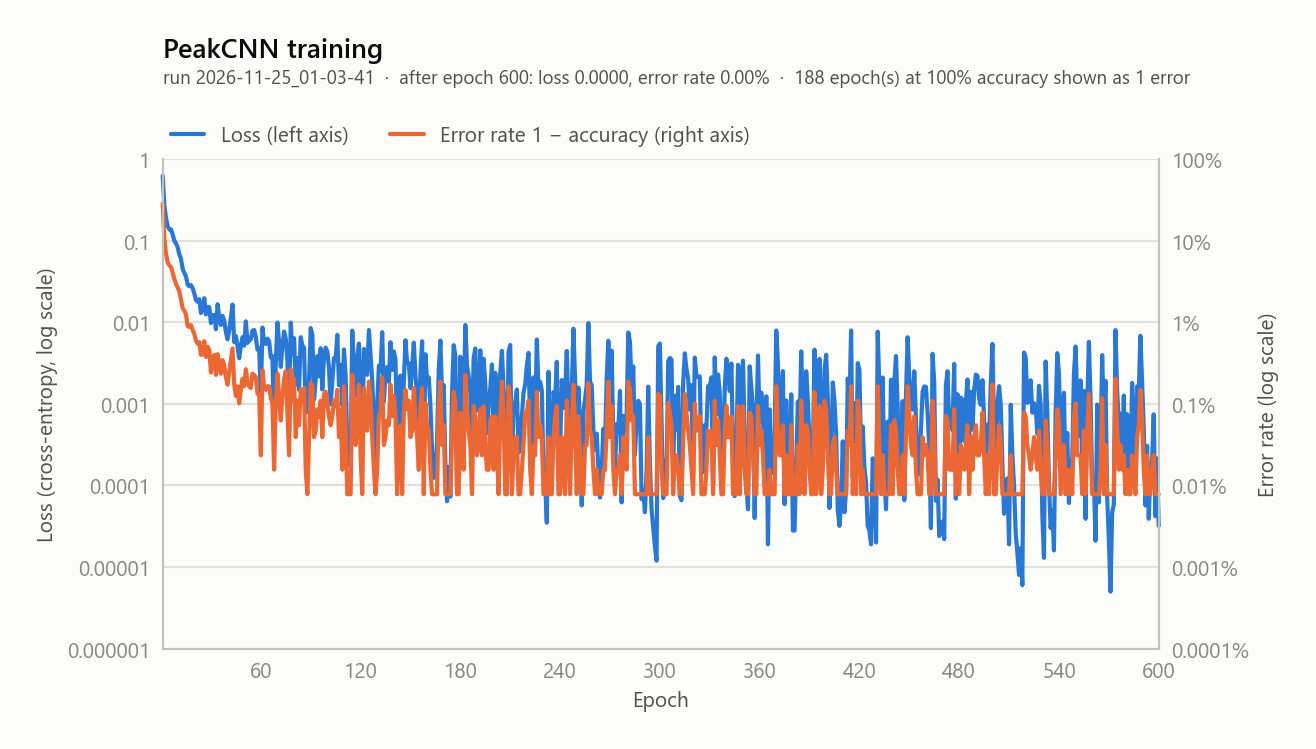 PeakCNN training
run 2026-11-25_01-03-41 · after epoch 600: loss 0.0000, error rate 0.00% · 188 epoch(s) at 100% accuracy shown as 1 error
Loss (left axis) Error rate 1 − accuracy (right axis)
1 100%
0.1 10%
0.01 1%
0.001 0.1%
0.0001 0.01%
0.00001 0.001%
0.000001 0.0001%
Loss (cross-entropy, log scale)
Error rate (log scale)
60 120 180 240 300 360 420 480 540 600
Epoch